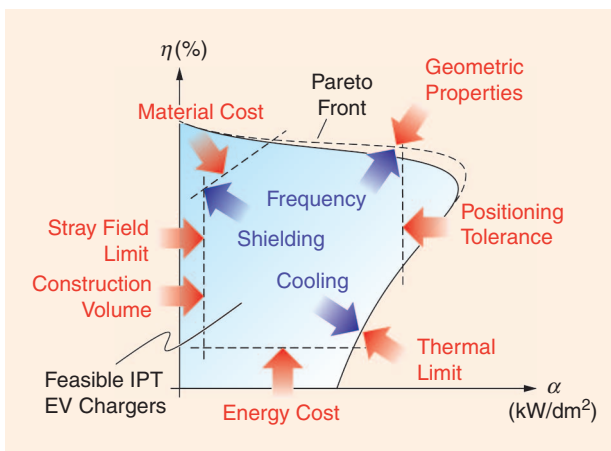 η(%)
Pareto
Front
Geometric
Properties
Material Cost
Frequency
Shielding
Stray Field
Limit
Positioning
Tolerance
Construction
Volume
Cooling
Thermal
Limit
Feasible IPT
EV Chargers
Energy Cost
α
(kW/dm²)